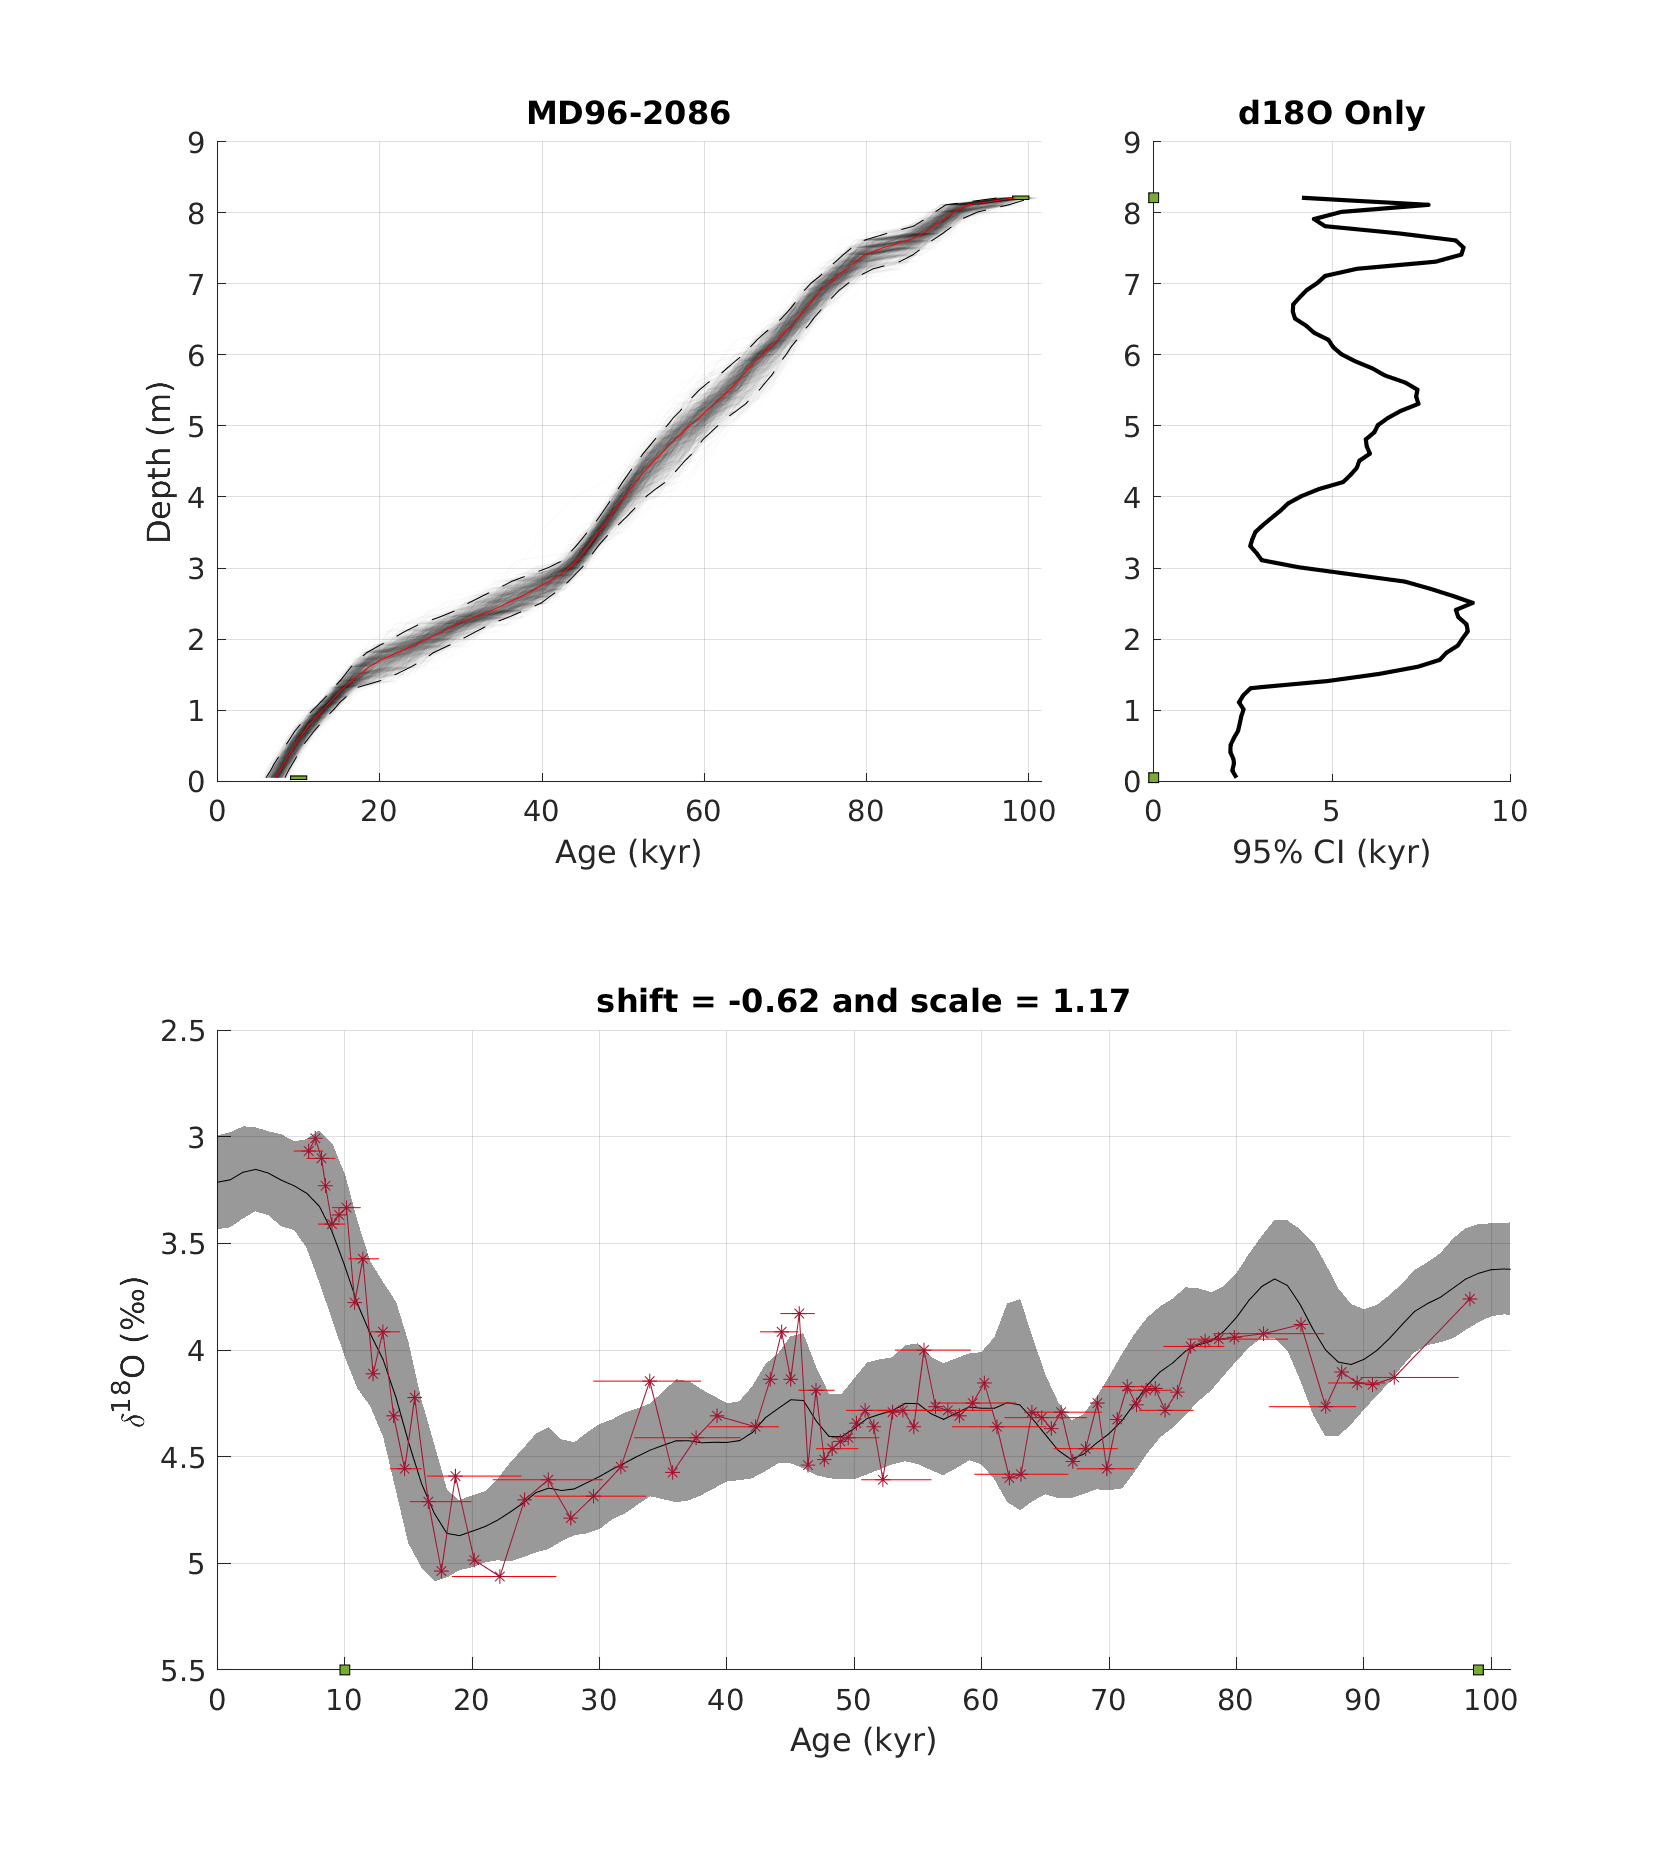 MD96-2086
d18O Only
9
8
7
6
5
4
3
2
1
0
Depth (m)
0 20 40 60 80 100
Age (kyr)
9
8
7
6
5
4
3
2
1
0
0 5 10
95% CI (kyr)
shift = -0.62 and scale = 1.17
2.5
3
3.5
4
4.5
5
5.5
δ18O (‰)
0 10 20 30 40 50 60 70 80 90 100
Age (kyr)